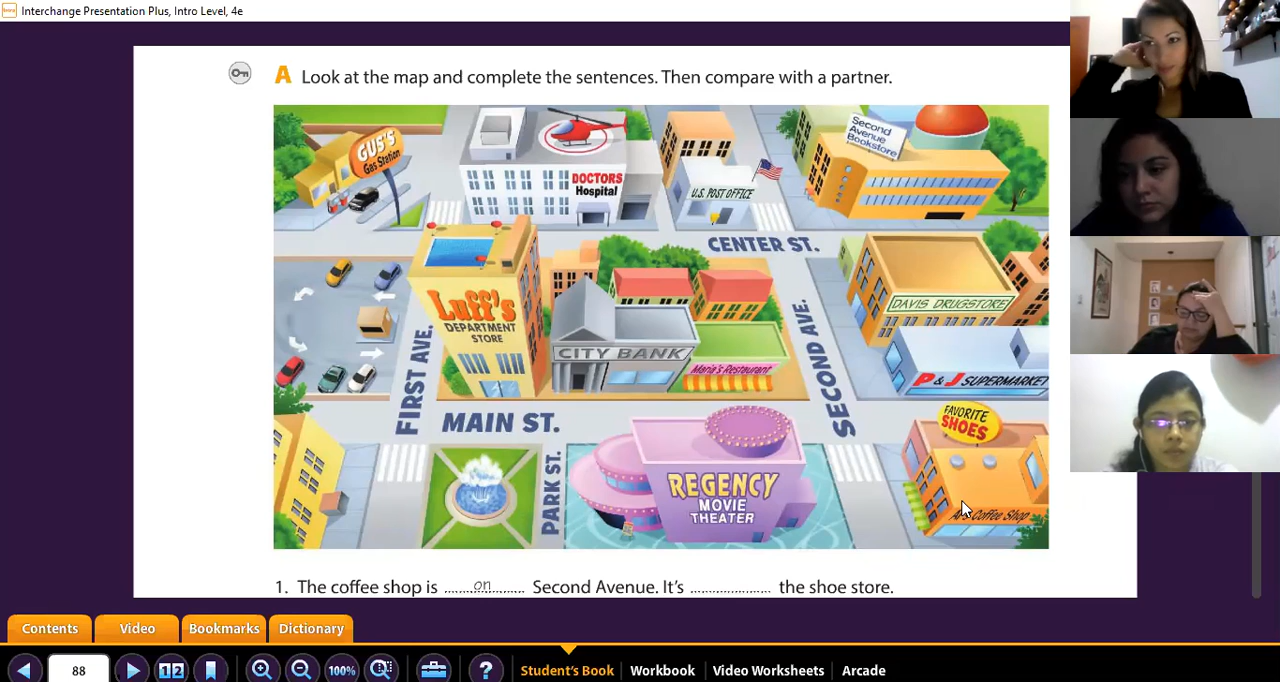 Interchange Presentation Plus, Intro Level, 4e
A Look at the map and complete the sentences. Then compare with a partner.
GUS'S
Gas Station
DOCTORS
Hospital
U.S. POST OFFICE
Second
Avenue
Bookstore
CENTER ST.
Luff's
DEPARTMENT
STORE
CITY BANK
Maria's Restaurant
DAVIS DRUGSTORE
P & J SUPERMARKET
FIRST AVE.
SECOND AVE.
MAIN ST.
PARK ST.
REGENCY
MOVIE
THEATER
FAVORITE
SHOES
Al's Coffee Shop
1. The coffee shop is on Second Avenue. It's .................. the shoe store.
Contents Video Bookmarks Dictionary
88 1 2 100% ? Student's Book Workbook Video Worksheets Arcade